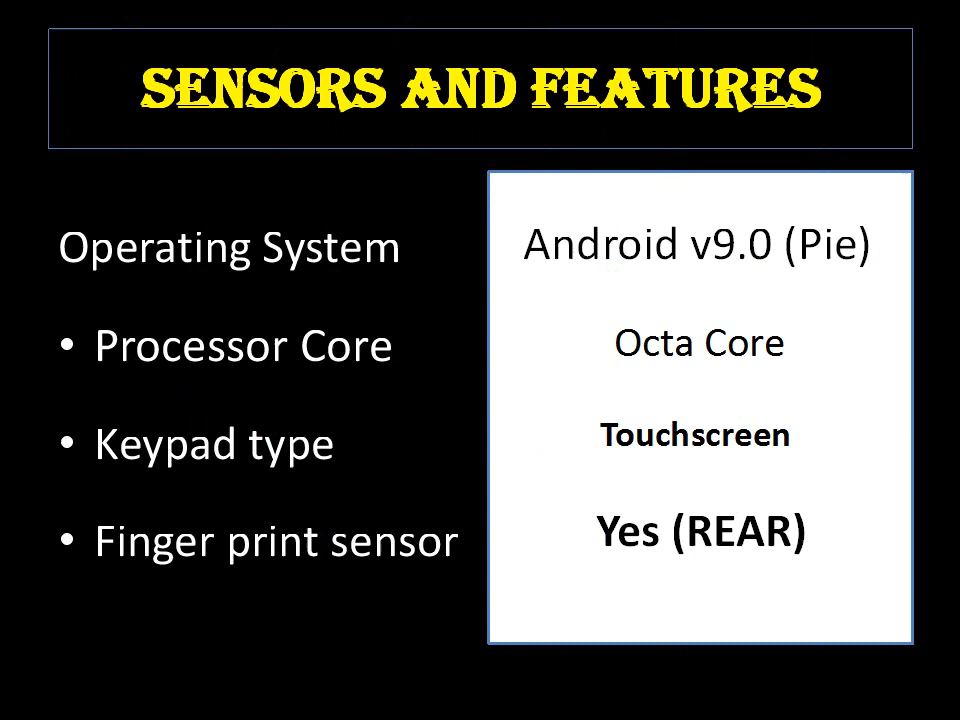 SENSORS AND FEATURES
Operating System
Android v9.0 (Pie)
• Processor Core
Octa Core
• Keypad type
Touchscreen
• Finger print sensor
Yes (REAR)